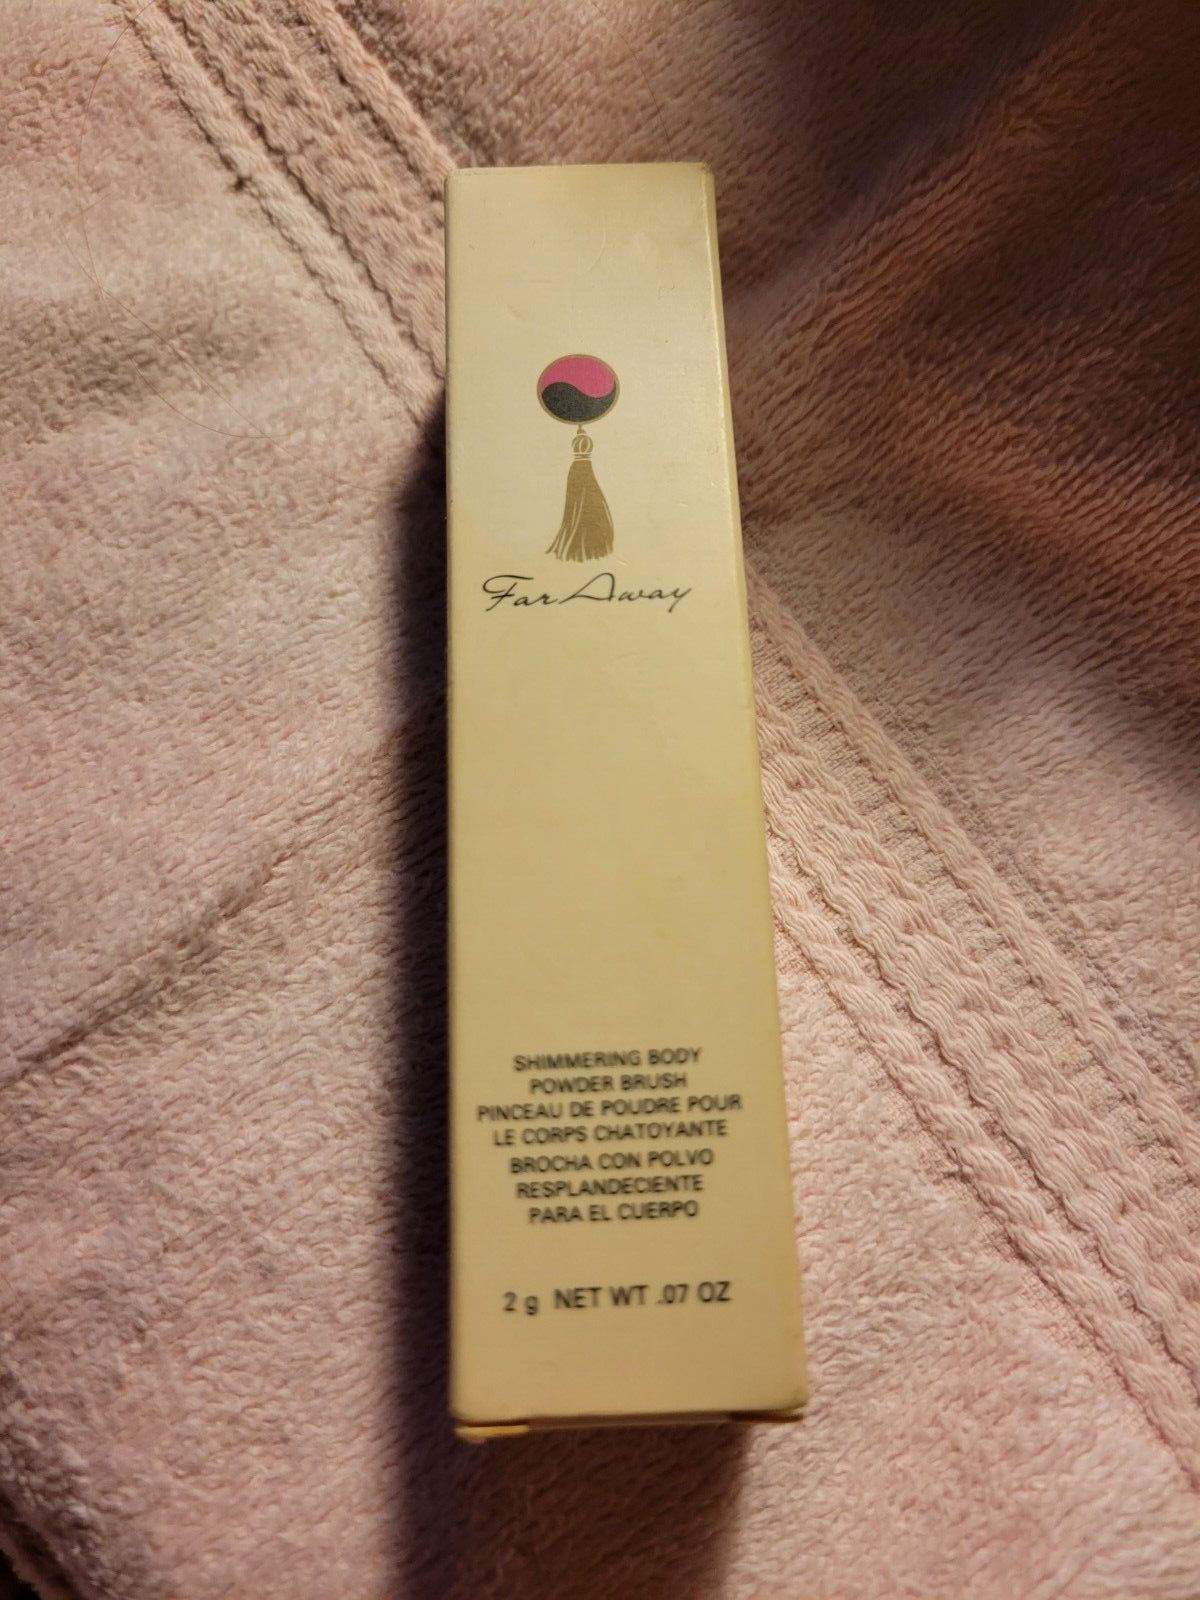 Far Away
SHIMMERING BODY
POWDER BRUSH
PINCEAU DE POUDRE POUR
LE CORPS CHATOYANTE
BROCHA CON POLVO
RESPLANDECIENTE
PARA EL CUERPO
2 g NET WT .07 OZ